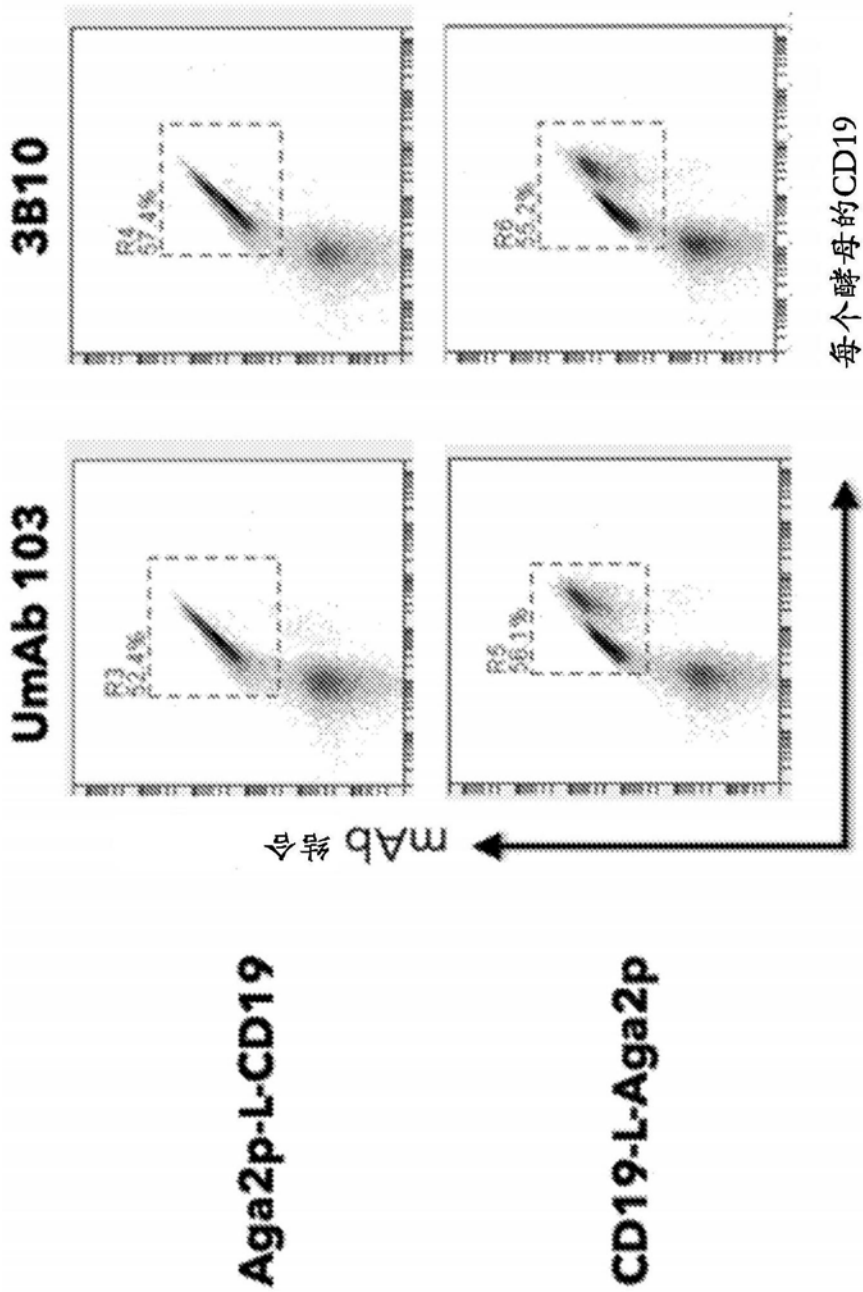 UmAb 103
3B10
Aga2p-L-CD19
R3
52.4%
R4
57.4%
CD19-L-Aga2p
R5
56.1%
R6
55.2%
mAb 结合
每个酵母的CD19